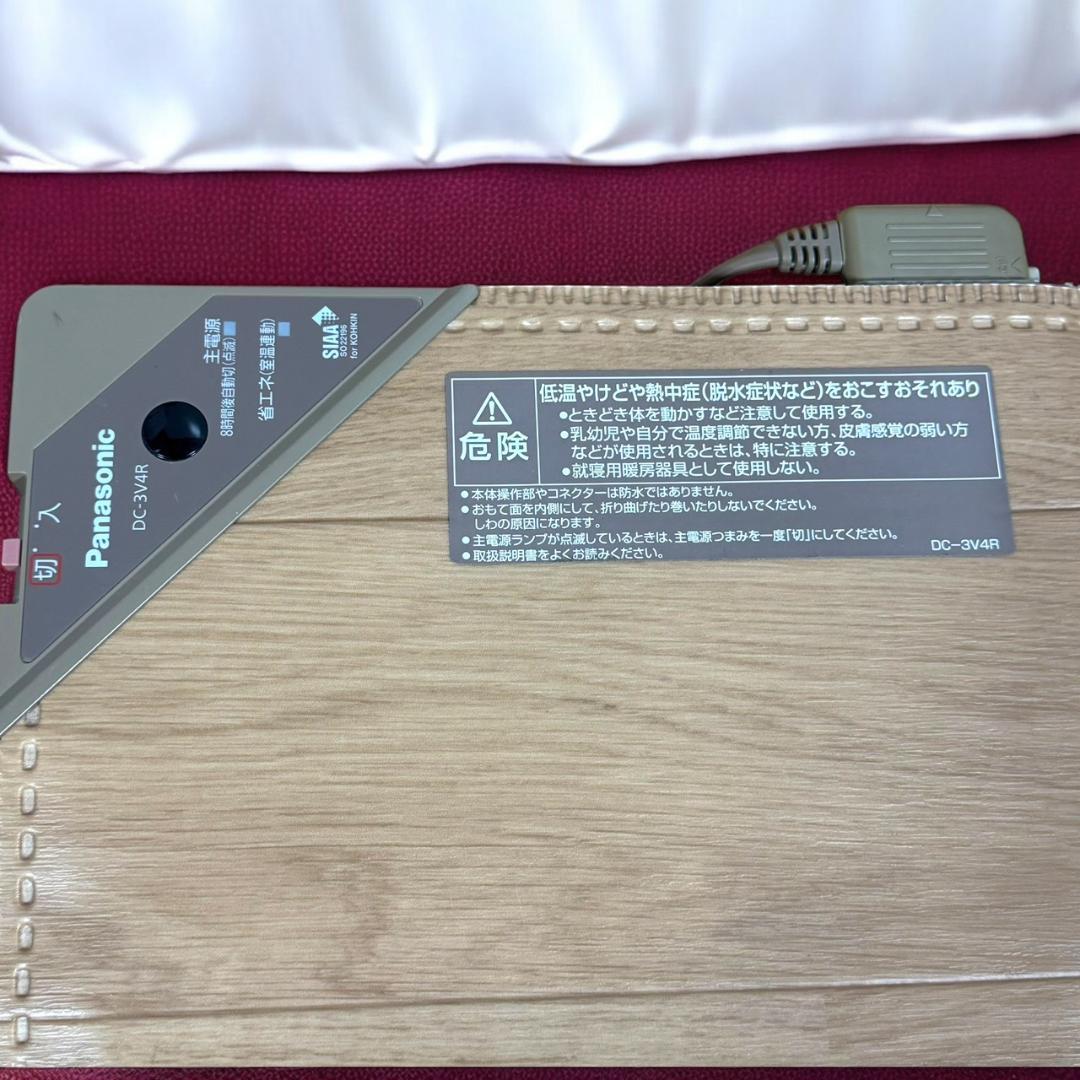 主電源
8時間後自動切(点滅)
省エネ(室温連動)
SIAA
SO22196
for KOHKIN
Panasonic
DC-3V4R
入
切
危険
低温やけどや熱中症(脱水症状など)をおこすおそれあり
●ときどき体を動かすなど注意して使用する。
●乳幼児や自分で温度調節できない方、皮膚感覚の弱い方
などが使用されるときは、特に注意する。
●就寝用暖房器具として使用しない。
●本体操作部やコネクターは防水ではありません。
●おもて面を内側にして、折り曲げたり巻いたりしないでください。
しわの原因になります。
●主電源ランプが点滅しているときは、主電源つまみを一度「切」にしてください。
●取扱説明書をよくお読みください。
DC-3V4R